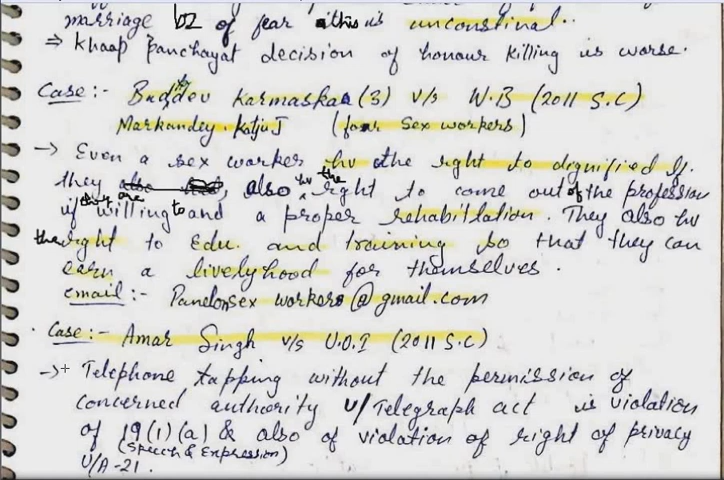 marriage bz of fear this is unconstinal..
⇒ Khaap Panchayat decision of honour killing is worse.
Case:- Buddev Karmaskar (3) v/s W.B (2011 S.C)
Markandey Katju J (for Sex workers)
→ Even a sex worker hv the right to dignified lf.
they also hv the right to come out of the profession
if they are willing to and a proper rehabilitation. They also hv
the right to Edu. and training so that they can
earn a livelyhood for themselves.
email:- Panelonsex workers@gmail.com
Case:- Amar Singh v/s U.O.I (2011 S.C)
→ Telephone tapping without the permission of
concerned authority U/Telegraph act is violation
of 19(1)(a) & also of violation of right of privacy
(Speech & Expression)
U/A-21.